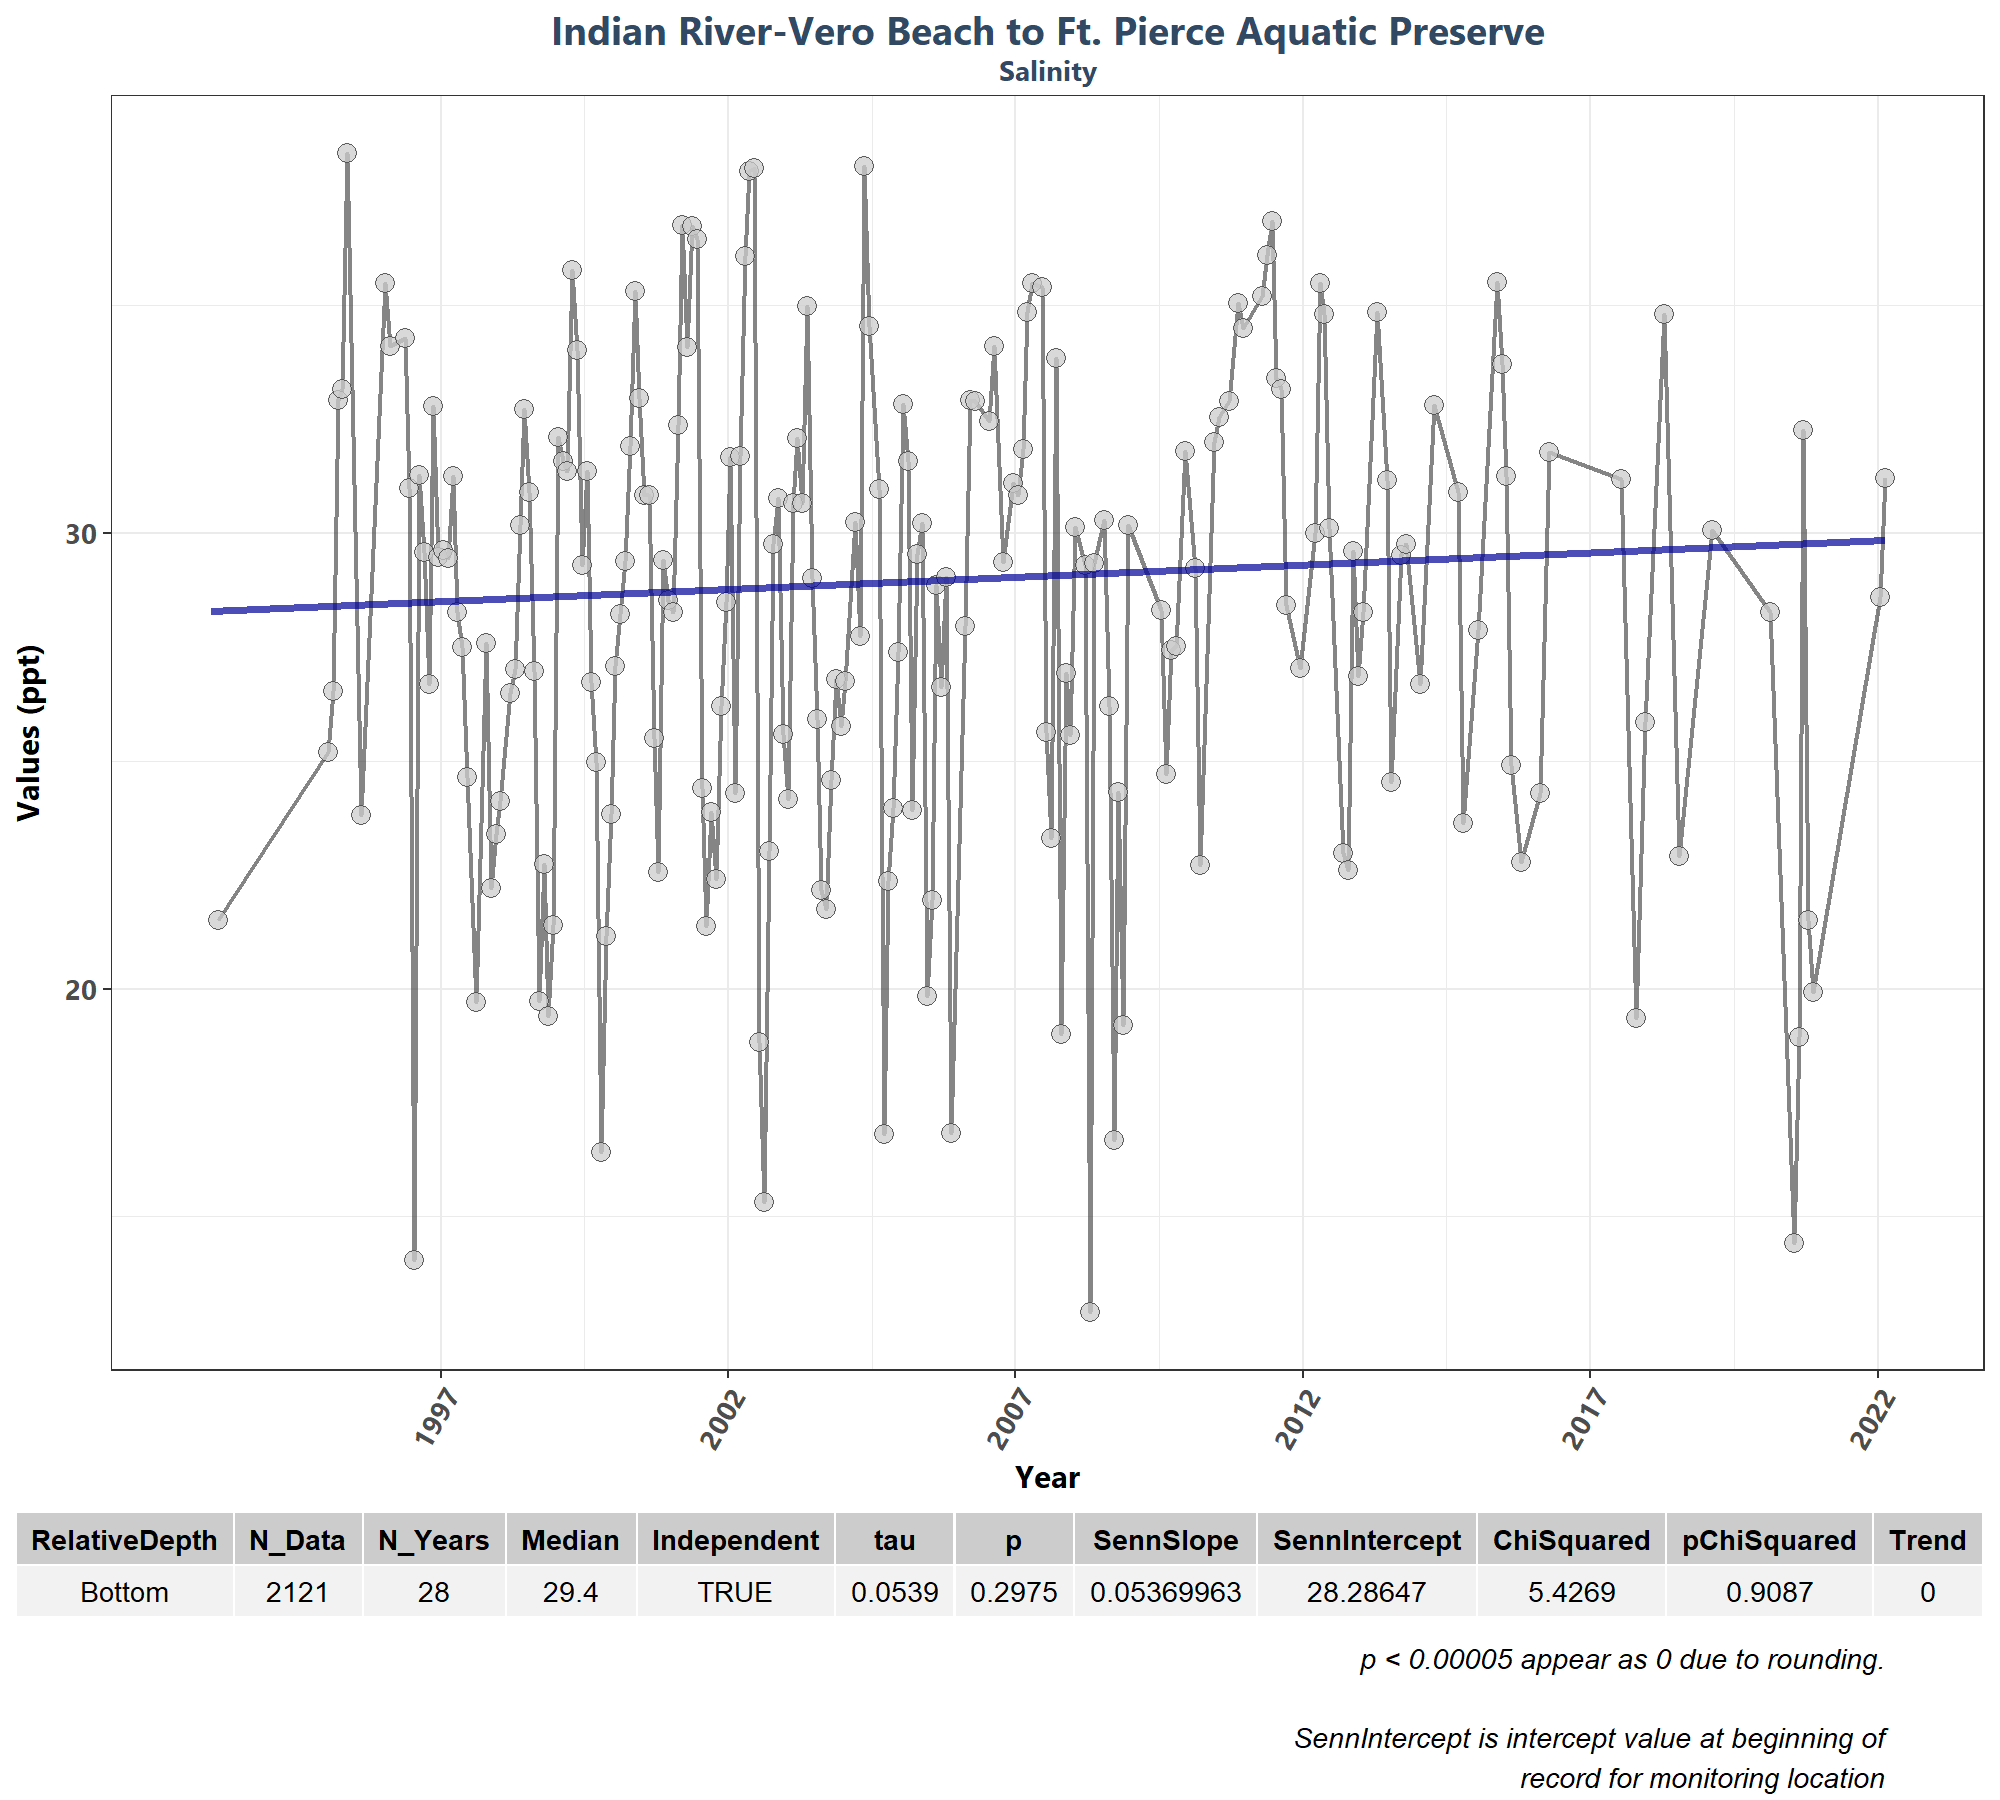 Indian River-Vero Beach to Ft. Pierce Aquatic Preserve
Salinity
Values (ppt)
30
20
1997 2002 2007 2012 2017 2022
Year
RelativeDepth N_Data N_Years Median Independent tau p SennSlope SennIntercept ChiSquared pChiSquared Trend
Bottom 2121 28 29.4 TRUE 0.0539 0.2975 0.05369963 28.28647 5.4269 0.9087 0
p < 0.00005 appear as 0 due to rounding.
SennIntercept is intercept value at beginning of
record for monitoring location